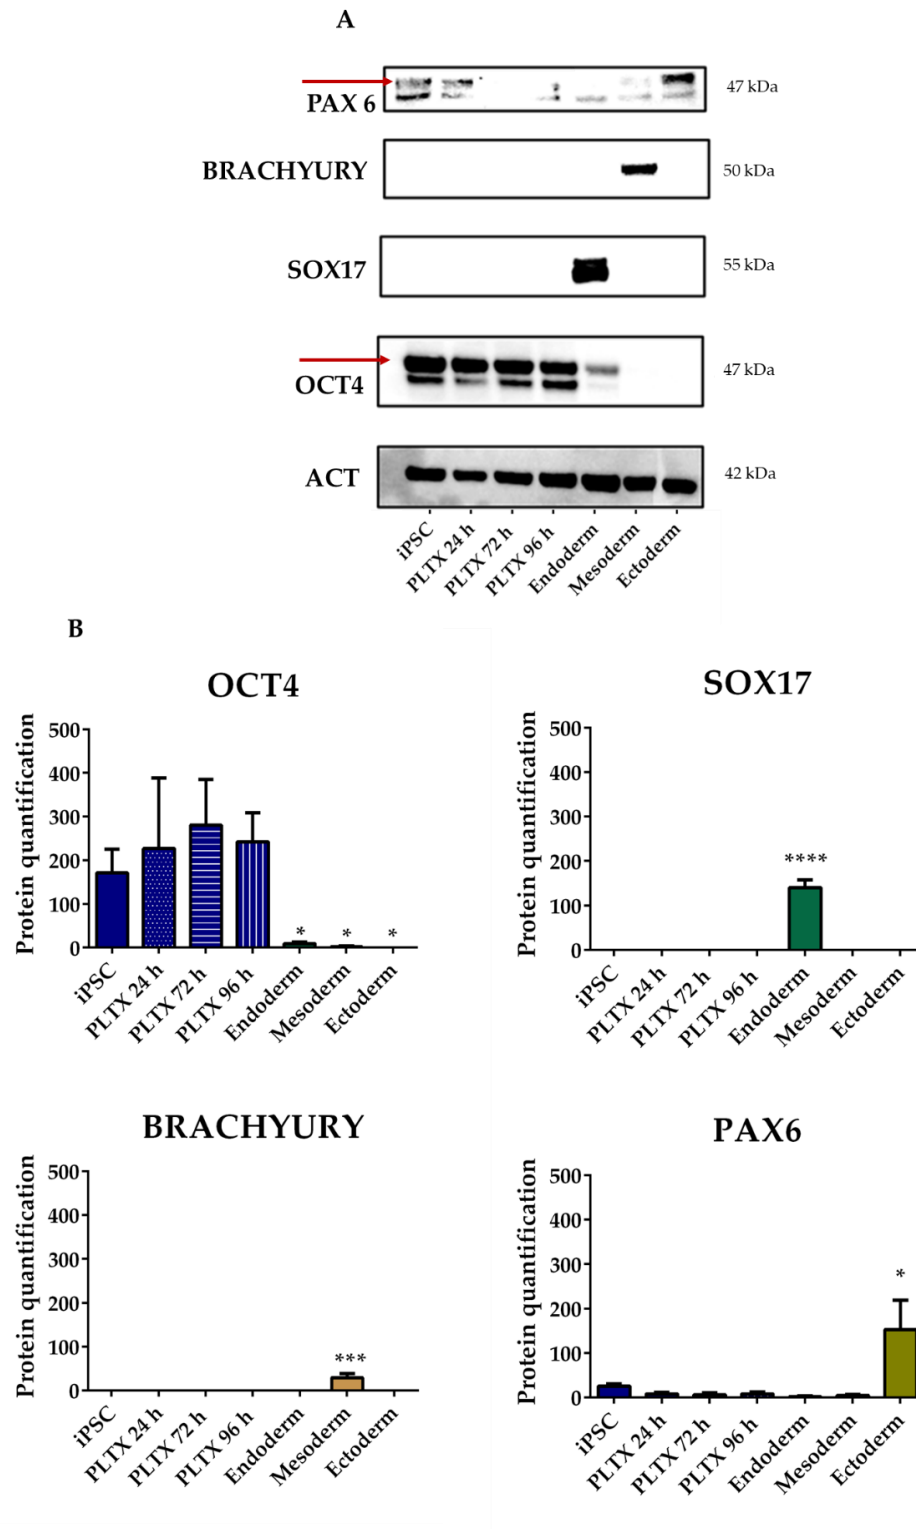 A
PAX 6
47 kDa
BRACHYURY
50 kDa
SOX17
55 kDa
OCT4
47 kDa
ACT
42 kDa
iPSC
PLTX 24 h
PLTX 72 h
PLTX 96 h
Endoderm
Mesoderm
Ectoderm
B
OCT4
Protein quantification
500
400
300
200
100
0
*
*
*
iPSC
PLTX 24 h
PLTX 72 h
PLTX 96 h
Endoderm
Mesoderm
Ectoderm
SOX17
Protein quantification
500
400
300
200
100
0
****
iPSC
PLTX 24 h
PLTX 72 h
PLTX 96 h
Endoderm
Mesoderm
Ectoderm
BRACHYURY
Protein quantification
500
400
300
200
100
0
***
iPSC
PLTX 24 h
PLTX 72 h
PLTX 96 h
Endoderm
Mesoderm
Ectoderm
PAX6
Protein quantification
500
400
300
200
100
0
*
iPSC
PLTX 24 h
PLTX 72 h
PLTX 96 h
Endoderm
Mesoderm
Ectoderm